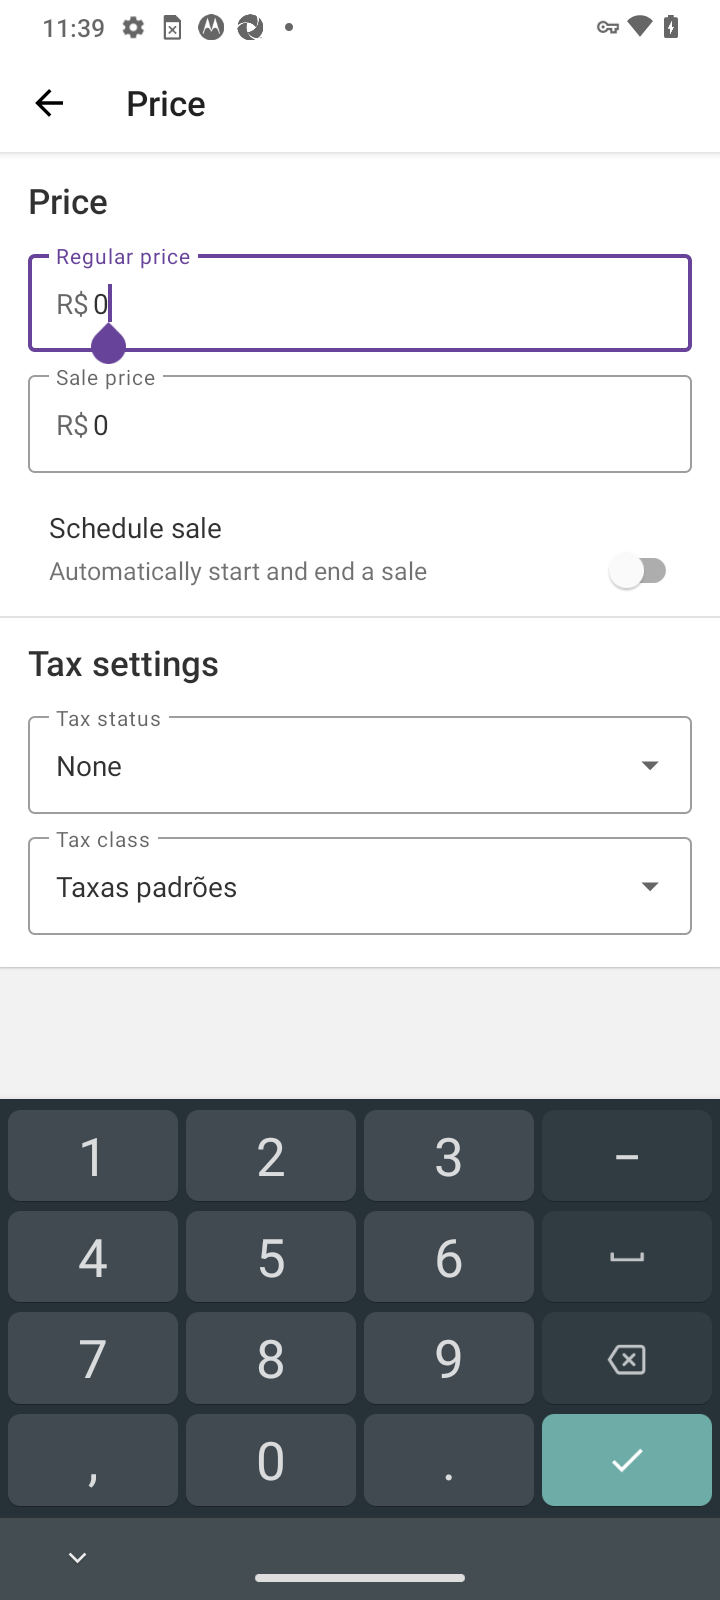 11:39
Price
Price
Regular price
R$ 0
Sale price
R$ 0
Schedule sale
Automatically start and end a sale
Tax settings
Tax status
None
Tax class
Taxas padrões
1 2 3 –
4 5 6
7 8 9
, 0 .